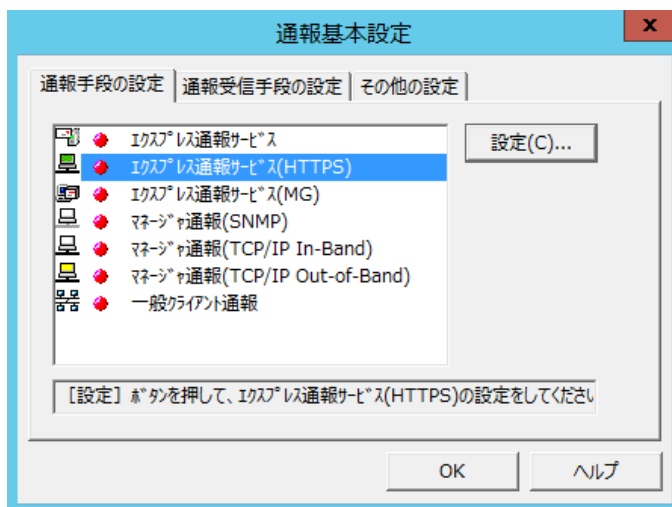 通報基本設定
x
通報手段の設定 通報受信手段の設定 その他の設定
ｴｸｽﾌﾟﾚｽ通報ｻｰﾋﾞｽ
設定(C)...
ｴｸｽﾌﾟﾚｽ通報ｻｰﾋﾞｽ(HTTPS)
ｴｸｽﾌﾟﾚｽ通報ｻｰﾋﾞｽ(MG)
ﾏﾈｰｼﾞｬ通報(SNMP)
ﾏﾈｰｼﾞｬ通報(TCP/IP In-Band)
ﾏﾈｰｼﾞｬ通報(TCP/IP Out-of-Band)
一般ｸﾗｲｱﾝﾄ通報
［設定］ﾎﾞﾀﾝを押して、ｴｸｽﾌﾟﾚｽ通報ｻｰﾋﾞｽ(HTTPS)の設定をしてくださ
OK ヘルプ